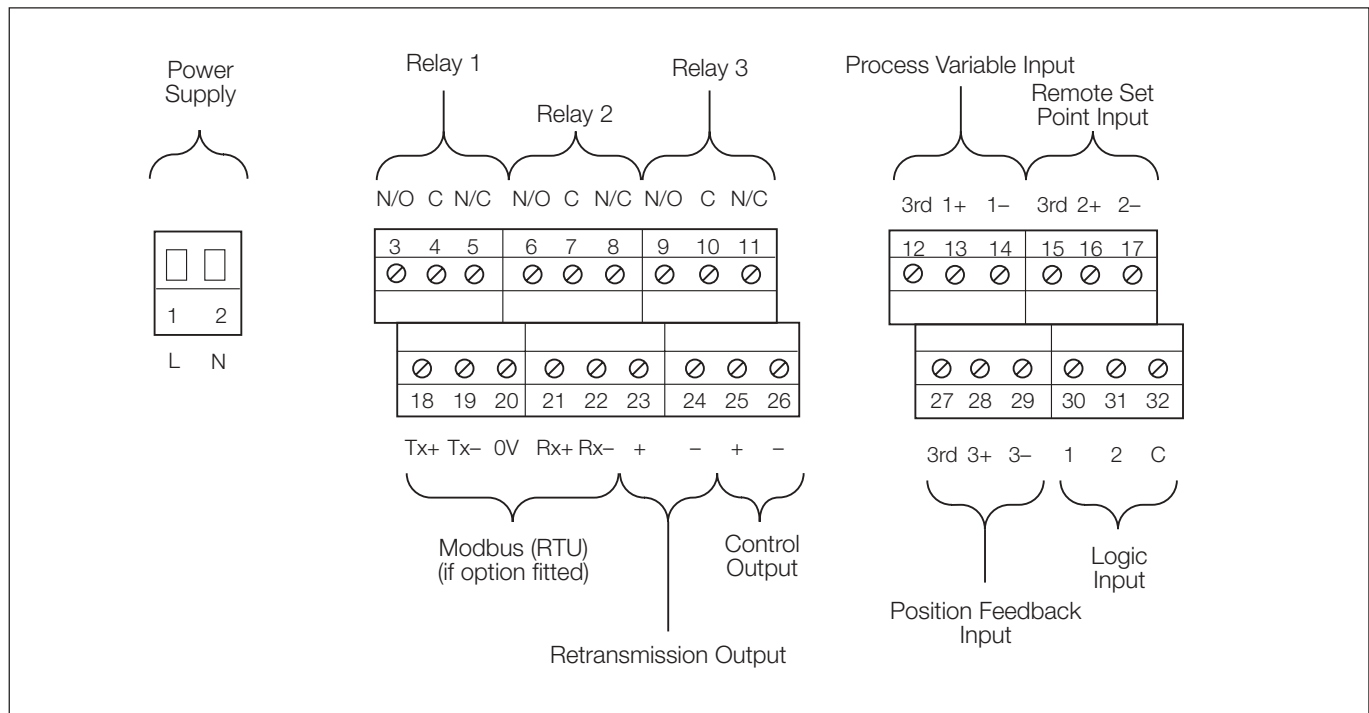 Power
Supply
Relay 1
Relay 2
Relay 3
Process Variable Input
Remote Set
Point Input
N/O C N/C N/O C N/C N/O C N/C
3rd 1+ 1– 3rd 2+ 2–
3 4 5 6 7 8 9 10 11
12 13 14 15 16 17
1 2
L N
18 19 20 21 22 23 24 25 26
27 28 29 30 31 32
Tx+ Tx– 0V Rx+ Rx– + – + –
3rd 3+ 3– 1 2 C
Modbus (RTU)
(if option fitted)
Control
Output
Logic
Input
Position Feedback
Input
Retransmission Output